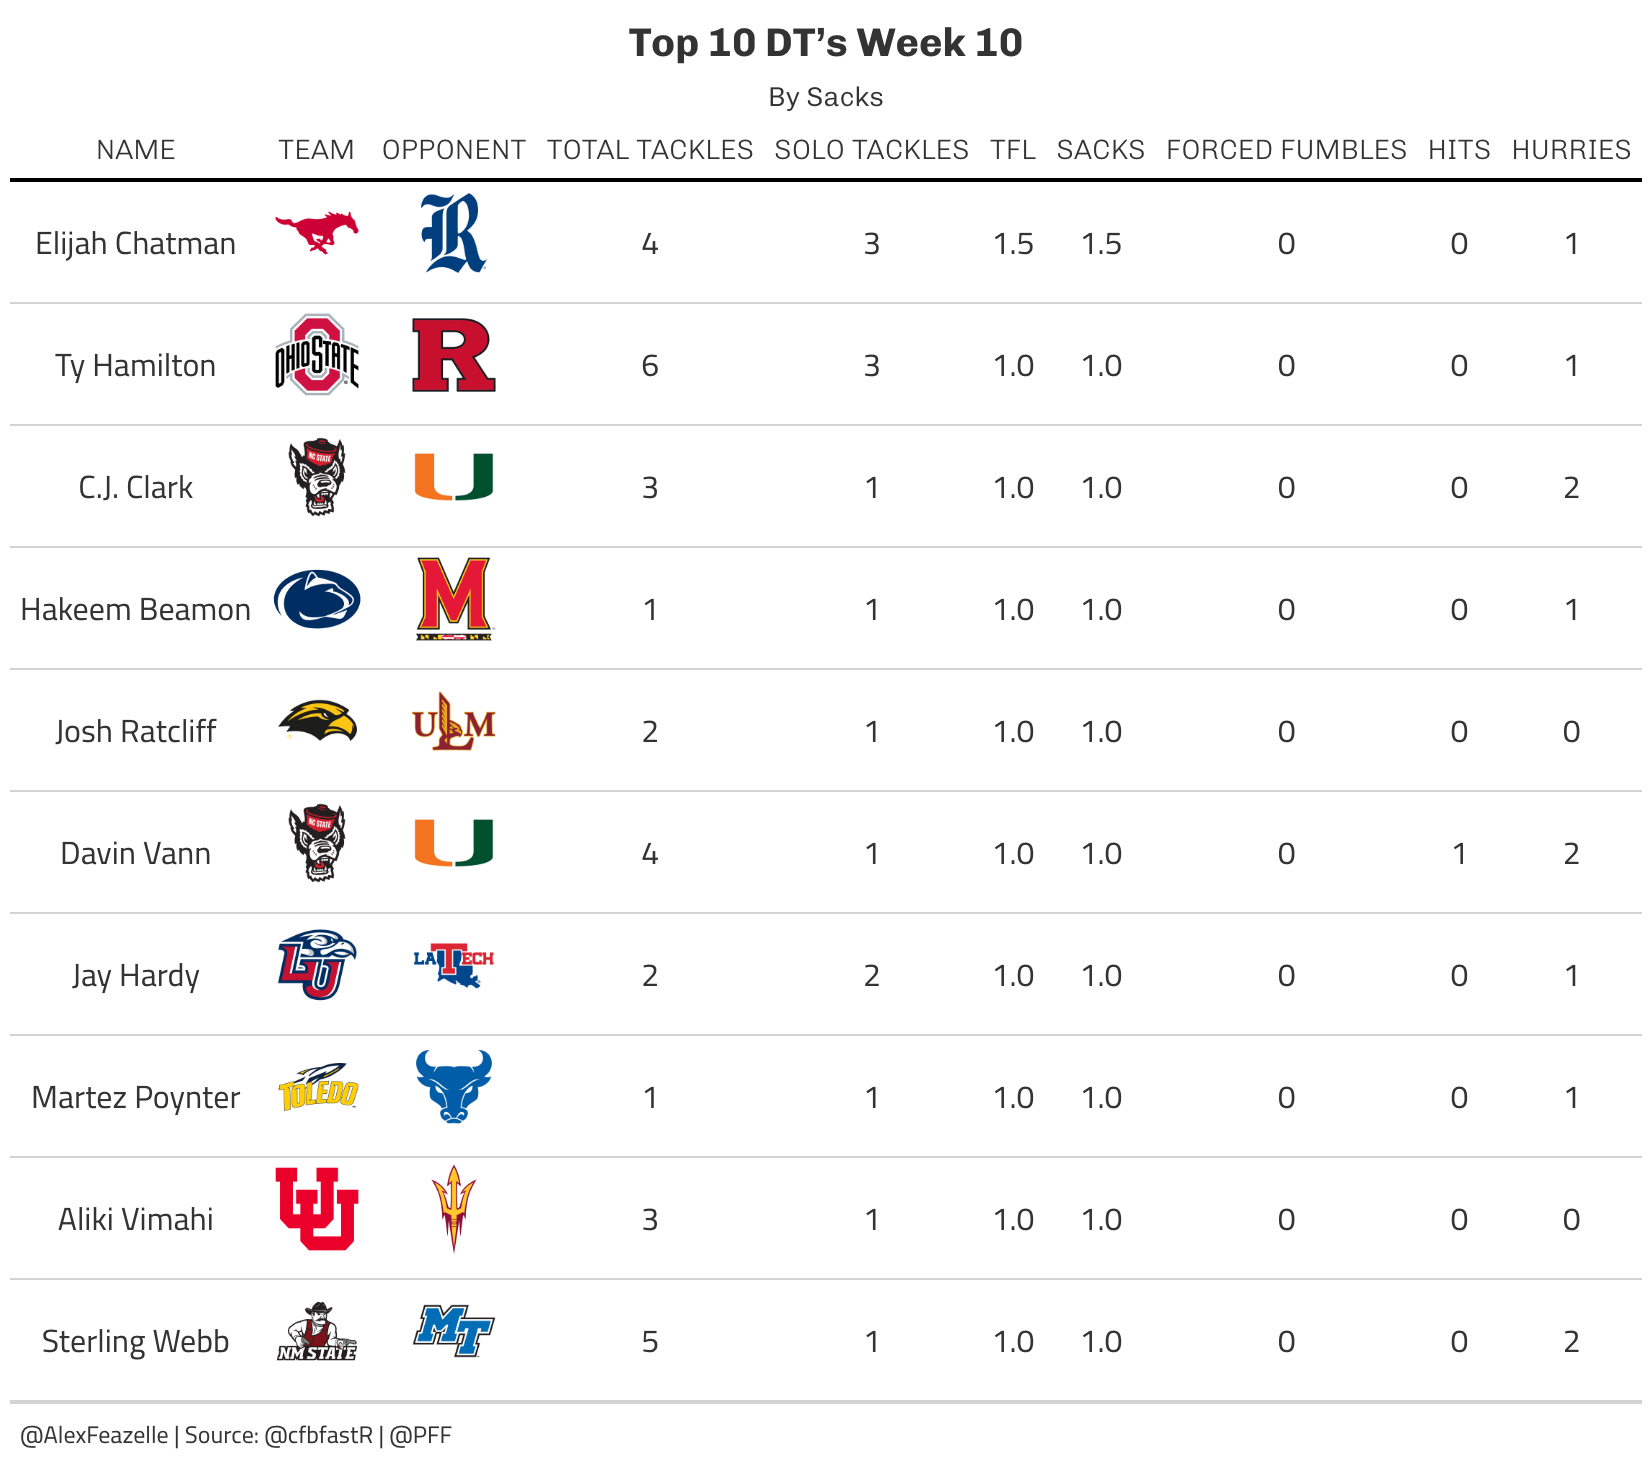 Top 10 DT’s Week 10
By Sacks
NAME TEAM OPPONENT TOTAL TACKLES SOLO TACKLES TFL SACKS FORCED FUMBLES HITS HURRIES
Elijah Chatman R 4 3 1.5 1.5 0 0 1
Ty Hamilton OHIO STATE R 6 3 1.0 1.0 0 0 1
C.J. Clark NC STATE U 3 1 1.0 1.0 0 0 2
Hakeem Beamon M 1 1 1.0 1.0 0 0 1
Josh Ratcliff ULM 2 1 1.0 1.0 0 0 0
Davin Vann NC STATE U 4 1 1.0 1.0 0 1 2
Jay Hardy LU LA TECH 2 2 1.0 1.0 0 0 1
Martez Poynter TOLEDO 1 1 1.0 1.0 0 0 1
Aliki Vimahi UU 3 1 1.0 1.0 0 0 0
Sterling Webb NM STATE MT 5 1 1.0 1.0 0 0 2
@AlexFeazelle | Source: @cfbfastR | @PFF